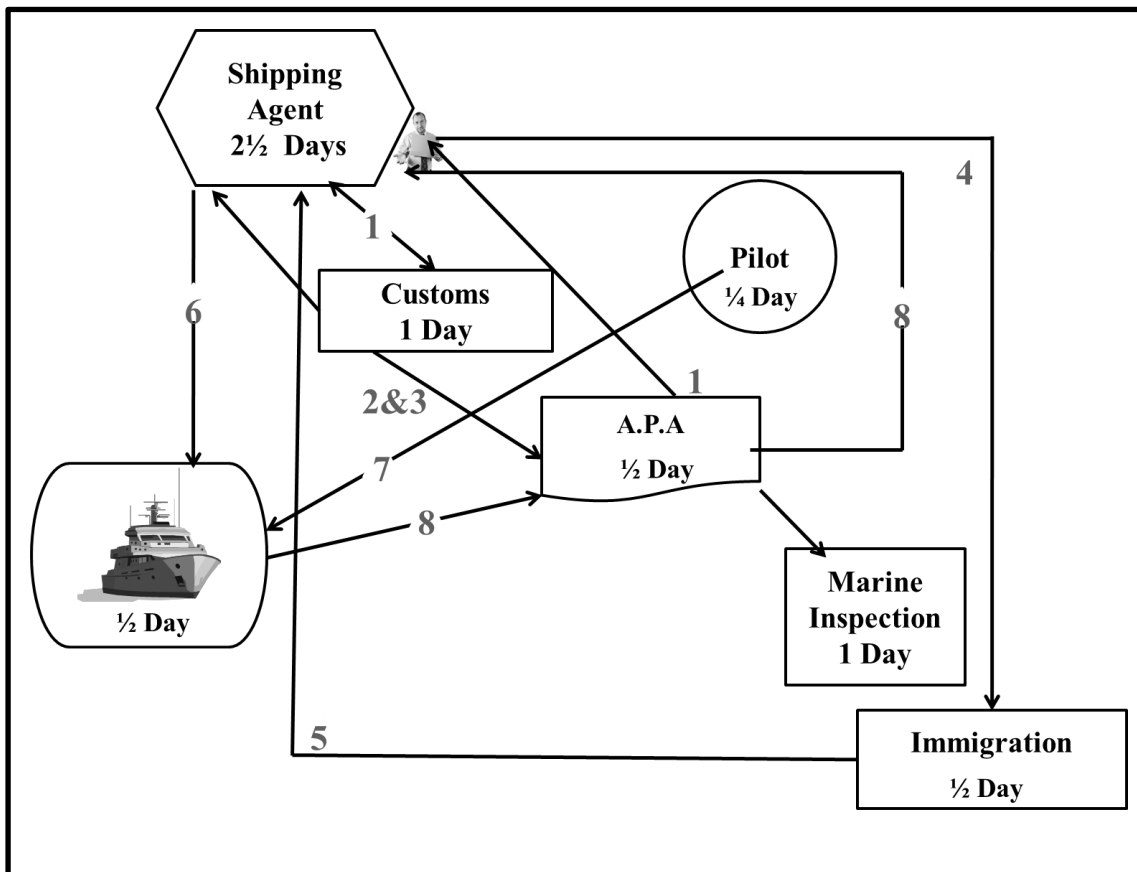 Shipping
Agent
2½ Days
4
1
Pilot
¼ Day
Customs
1 Day
6
8
1
2&3
A.P.A
½ Day
7
8
Marine
Inspection
1 Day
½ Day
5
Immigration
½ Day